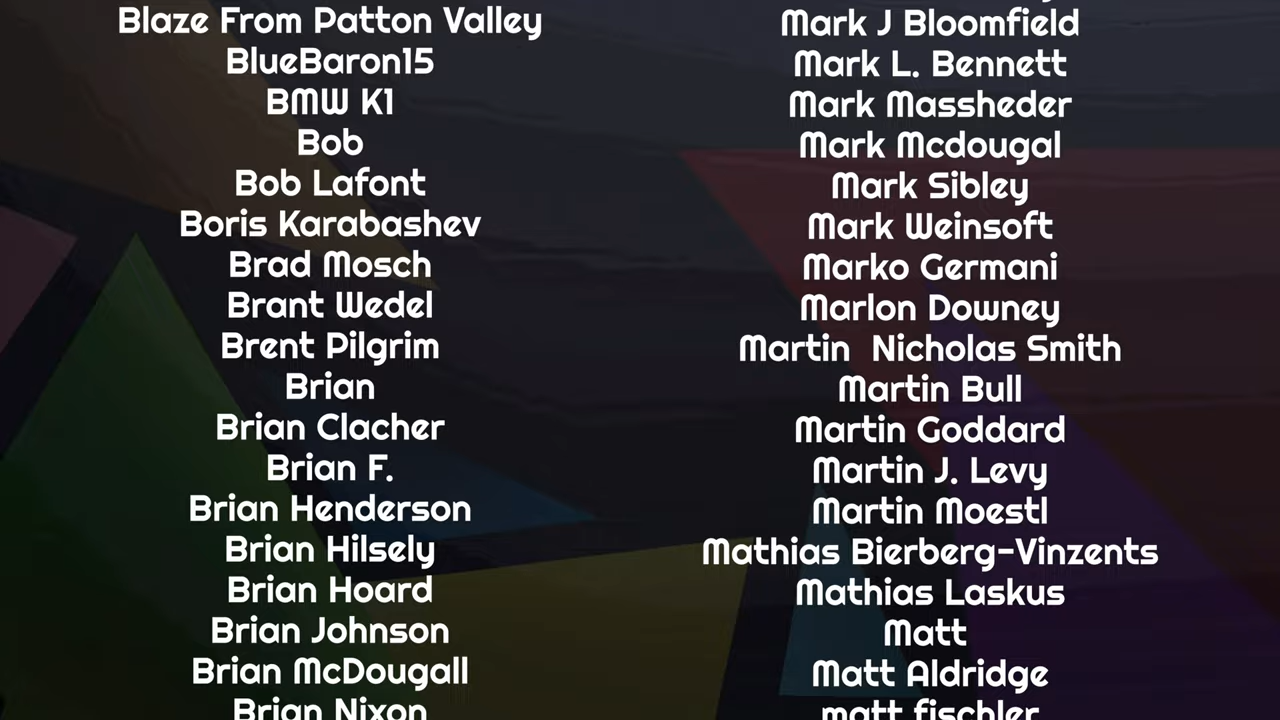 Blaze From Patton Valley
BlueBaron15
BMW K1
Bob
Bob Lafont
Boris Karabashev
Brad Mosch
Brant Wedel
Brent Pilgrim
Brian
Brian Clacher
Brian F.
Brian Henderson
Brian Hilsely
Brian Hoard
Brian Johnson
Brian McDougall
Brian Nixon
Mark J Bloomfield
Mark L. Bennett
Mark Massheder
Mark Mcdougal
Mark Sibley
Mark Weinsoft
Marko Germani
Marlon Downey
Martin  Nicholas Smith
Martin Bull
Martin Goddard
Martin J. Levy
Martin Moestl
Mathias Bierberg-Vinzents
Mathias Laskus
Matt
Matt Aldridge
matt fischler